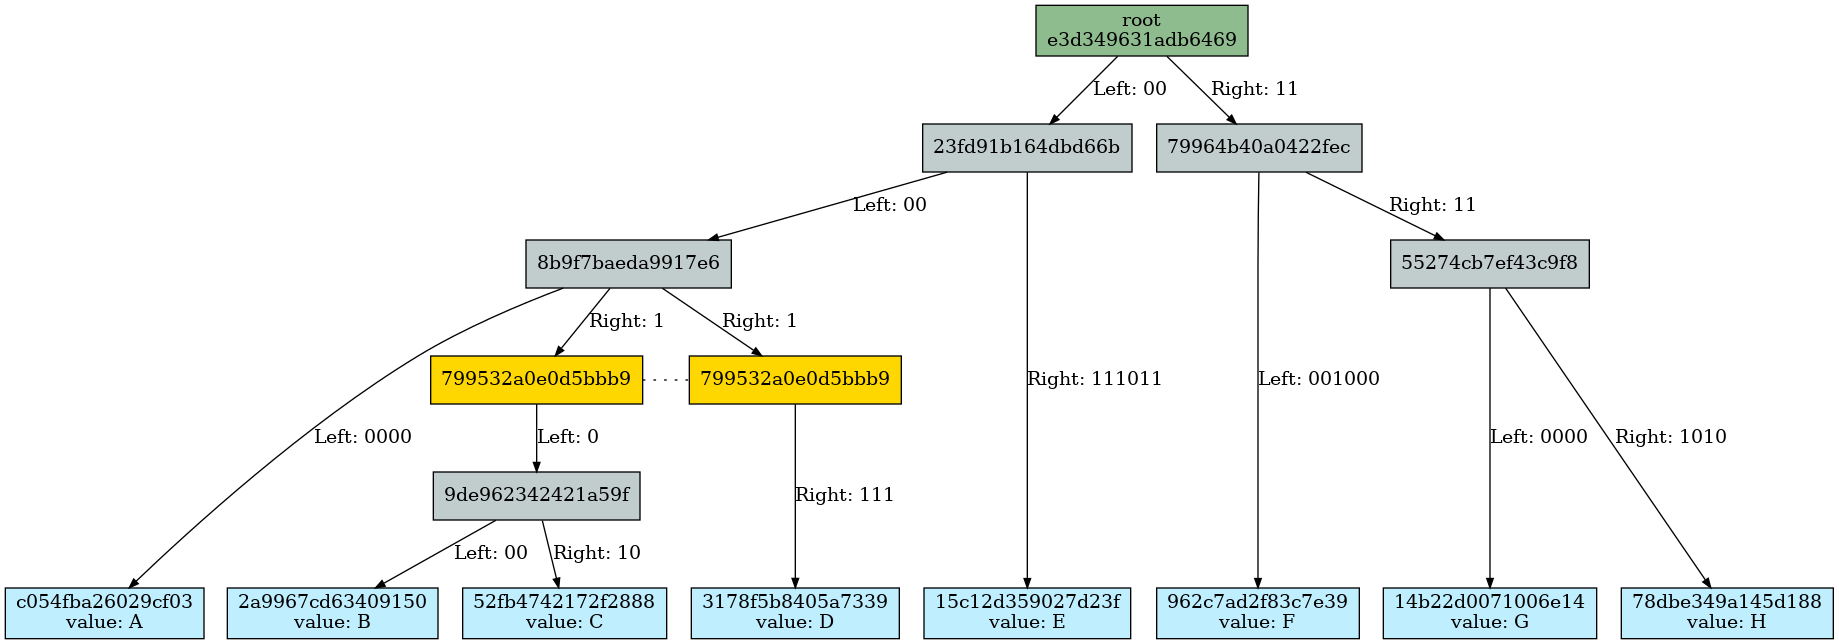 root
e3d349631adb6469
Left: 00
Right: 11
23fd91b164dbd66b
79964b40a0422fec
Left: 00
Right: 11
8b9f7baeda9917e6
55274cb7ef43c9f8
Right: 1
Right: 1
799532a0e0d5bbb9
799532a0e0d5bbb9
Right: 111011
Left: 001000
Left: 0000
Left: 0
Left: 0000
Right: 1010
9de962342421a59f
Right: 111
Left: 00
Right: 10
c054fba26029cf03
value: A
2a9967cd63409150
value: B
52fb4742172f2888
value: C
3178f5b8405a7339
value: D
15c12d359027d23f
value: E
962c7ad2f83c7e39
value: F
14b22d0071006e14
value: G
78dbe349a145d188
value: H